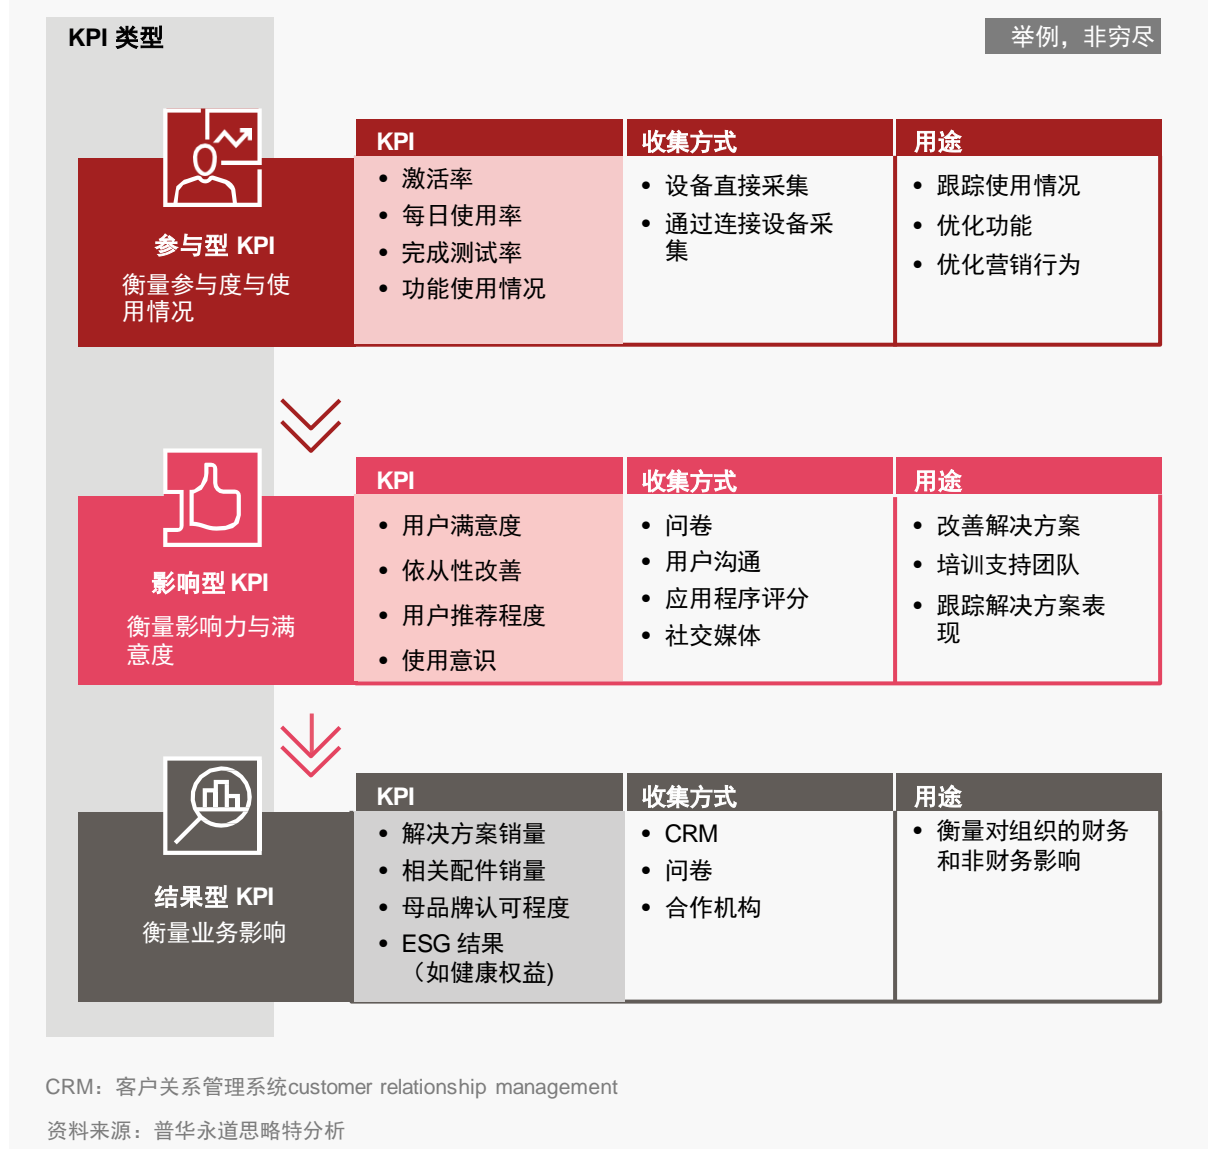 KPI 类型
举例，非穷尽
参与型 KPI
衡量参与度与使
用情况
KPI
• 激活率
• 每日使用率
• 完成测试率
• 功能使用情况
收集方式
• 设备直接采集
• 通过连接设备采
集
用途
• 跟踪使用情况
• 优化功能
• 优化营销行为
影响型 KPI
衡量影响力与满
意度
KPI
• 用户满意度
• 依从性改善
• 用户推荐程度
• 使用意识
收集方式
• 问卷
• 用户沟通
• 应用程序评分
• 社交媒体
用途
• 改善解决方案
• 培训支持团队
• 跟踪解决方案表
现
结果型 KPI
衡量业务影响
KPI
• 解决方案销量
• 相关配件销量
• 母品牌认可程度
• ESG 结果
（如健康权益)
收集方式
• CRM
• 问卷
• 合作机构
用途
• 衡量对组织的财务
和非财务影响
CRM：客户关系管理系统customer relationship management
资料来源：普华永道思略特分析